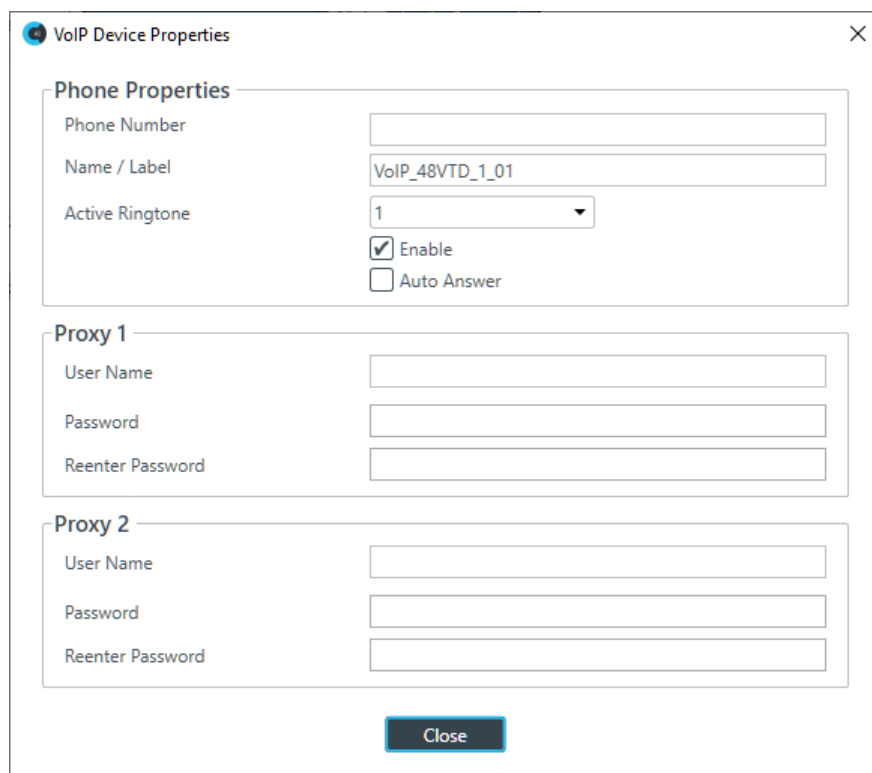 VoIP Device Properties
Phone Properties
Phone Number
Name / Label
VoIP_48VTD_1_01
Active Ringtone
1
Enable
Auto Answer
Proxy 1
User Name
Password
Reenter Password
Proxy 2
User Name
Password
Reenter Password
Close